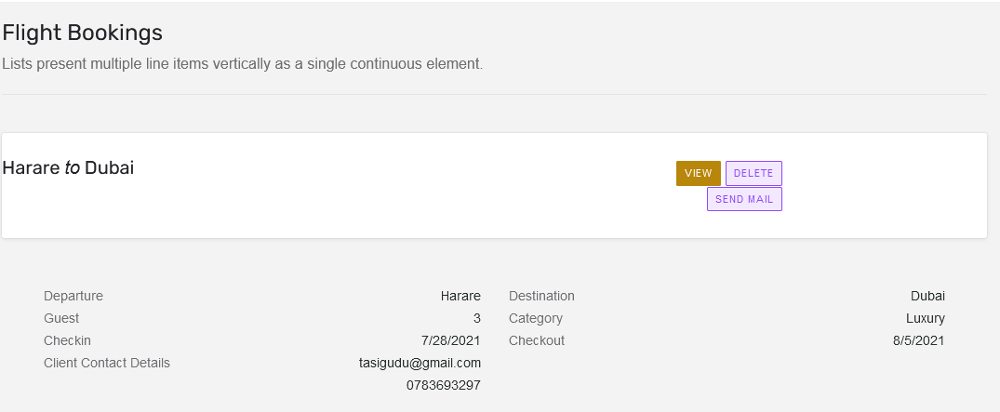 Flight Bookings
Lists present multiple line items vertically as a single continuous element.
Harare to Dubai
VIEW DELETE
SEND MAIL
Departure Harare Destination Dubai
Guest 3 Category Luxury
Checkin 7/28/2021 Checkout 8/5/2021
Client Contact Details tasigudu@gmail.com
0783693297